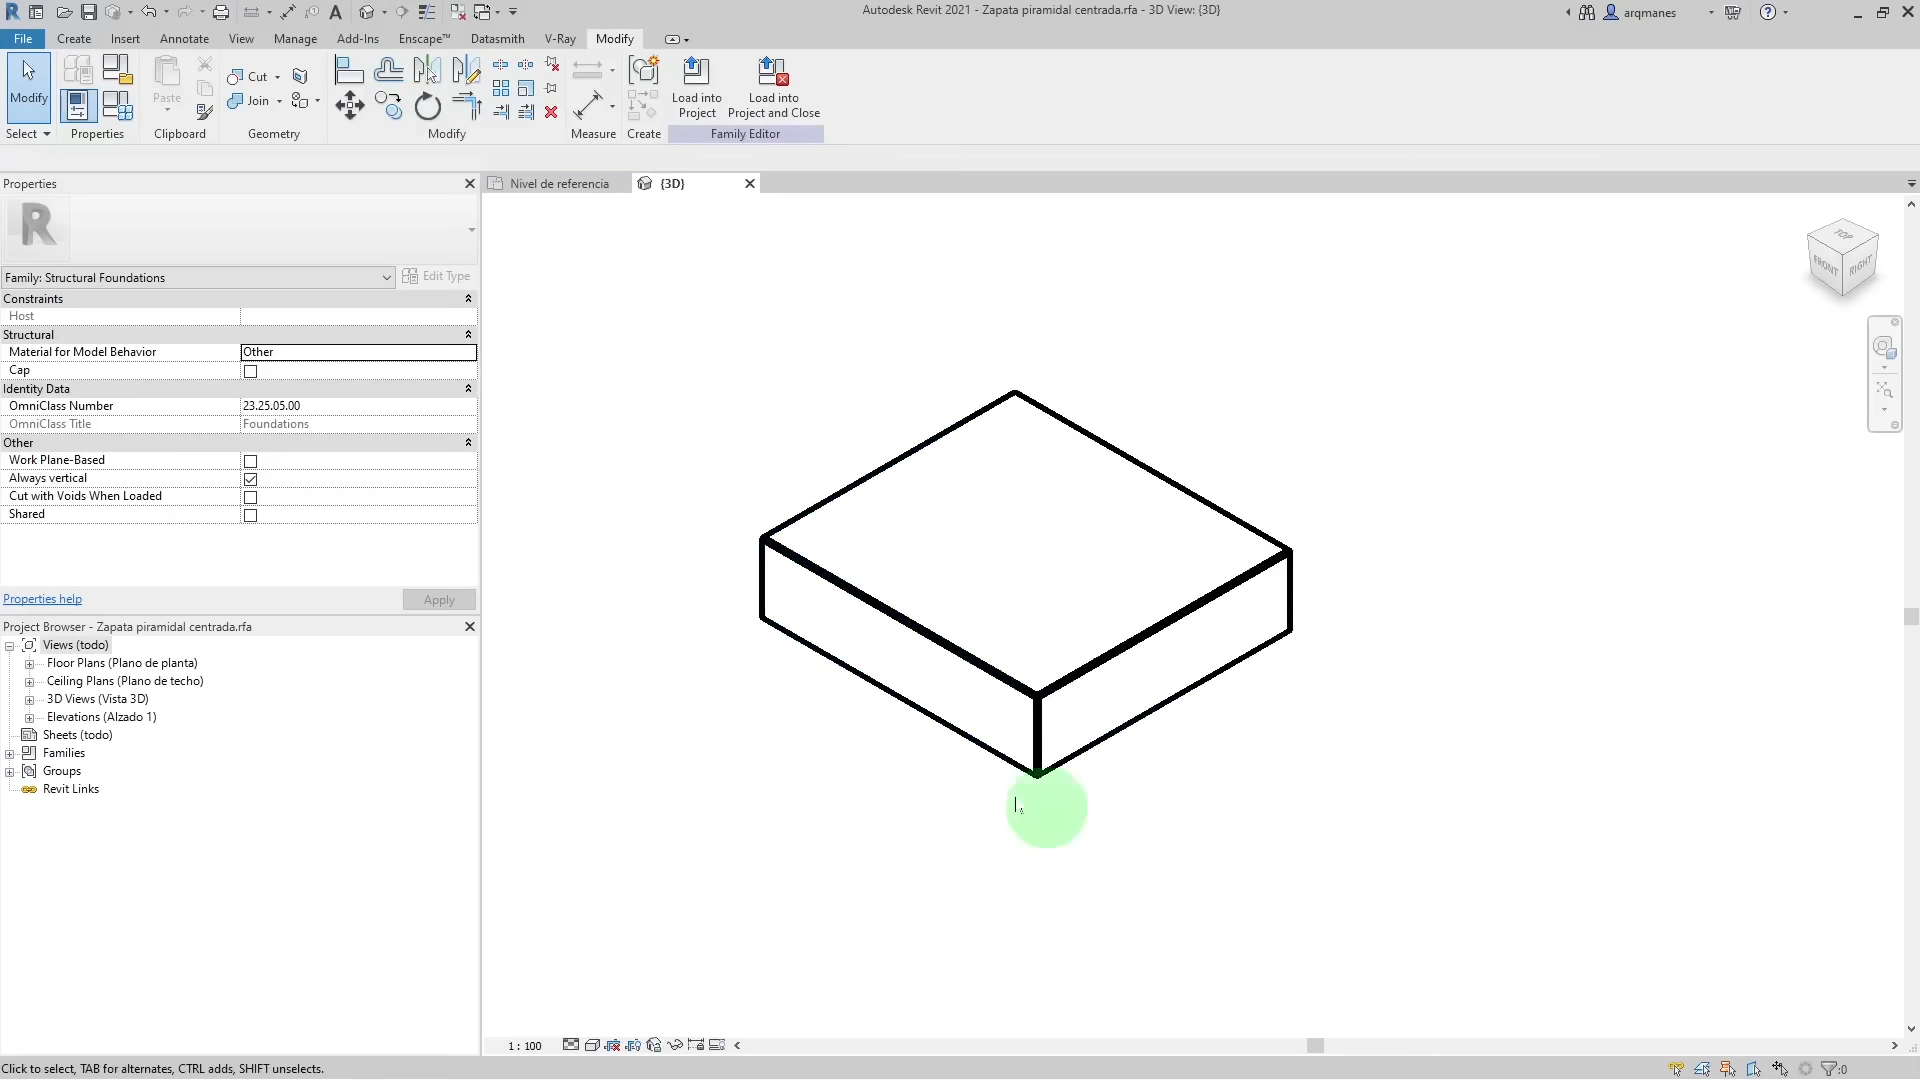 Autodesk Revit 2021 - Zapata piramidal centrada.rfa - 3D View: {3D}
arqmanes
File Create Insert Annotate View Manage Add-Ins Enscape™ Datasmith V-Ray Modify
Modify
Paste
Cut
Join
Load into
Project
Load into
Project and Close
Select Properties Clipboard Geometry Modify Measure Create Family Editor
Properties
Nivel de referencia
{3D}
Family: Structural Foundations
Edit Type
Constraints
Host
Structural
Material for Model Behavior Other
Cap
Identity Data
OmniClass Number 23.25.05.00
OmniClass Title Foundations
Other
Work Plane-Based
Always vertical
Cut with Voids When Loaded
Shared
Properties help
Apply
Project Browser - Zapata piramidal centrada.rfa
Views (todo)
Floor Plans (Plano de planta)
Ceiling Plans (Plano de techo)
3D Views (Vista 3D)
Elevations (Alzado 1)
Sheets (todo)
Families
Groups
Revit Links
TOP
FRONT
RIGHT
1 : 100
Click to select, TAB for alternates, CTRL adds, SHIFT unselects.
:0